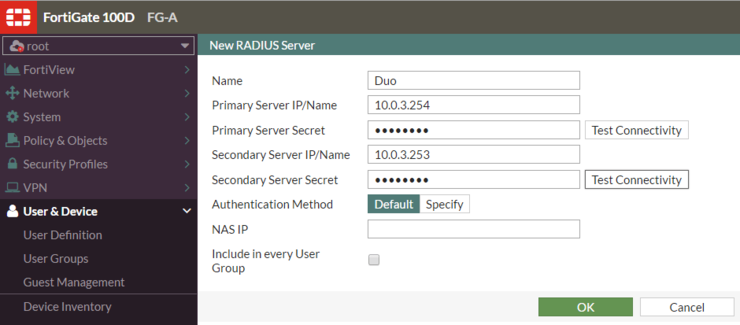 FortiGate 100D FG-A
root
New RADIUS Server
FortiView
Network
System
Policy & Objects
Security Profiles
VPN
User & Device
User Definition
User Groups
Guest Management
Device Inventory
Name Duo
Primary Server IP/Name 10.0.3.254
Primary Server Secret •••••••• Test Connectivity
Secondary Server IP/Name 10.0.3.253
Secondary Server Secret •••••••• Test Connectivity
Authentication Method Default Specify
NAS IP
Include in every User
Group
OK Cancel